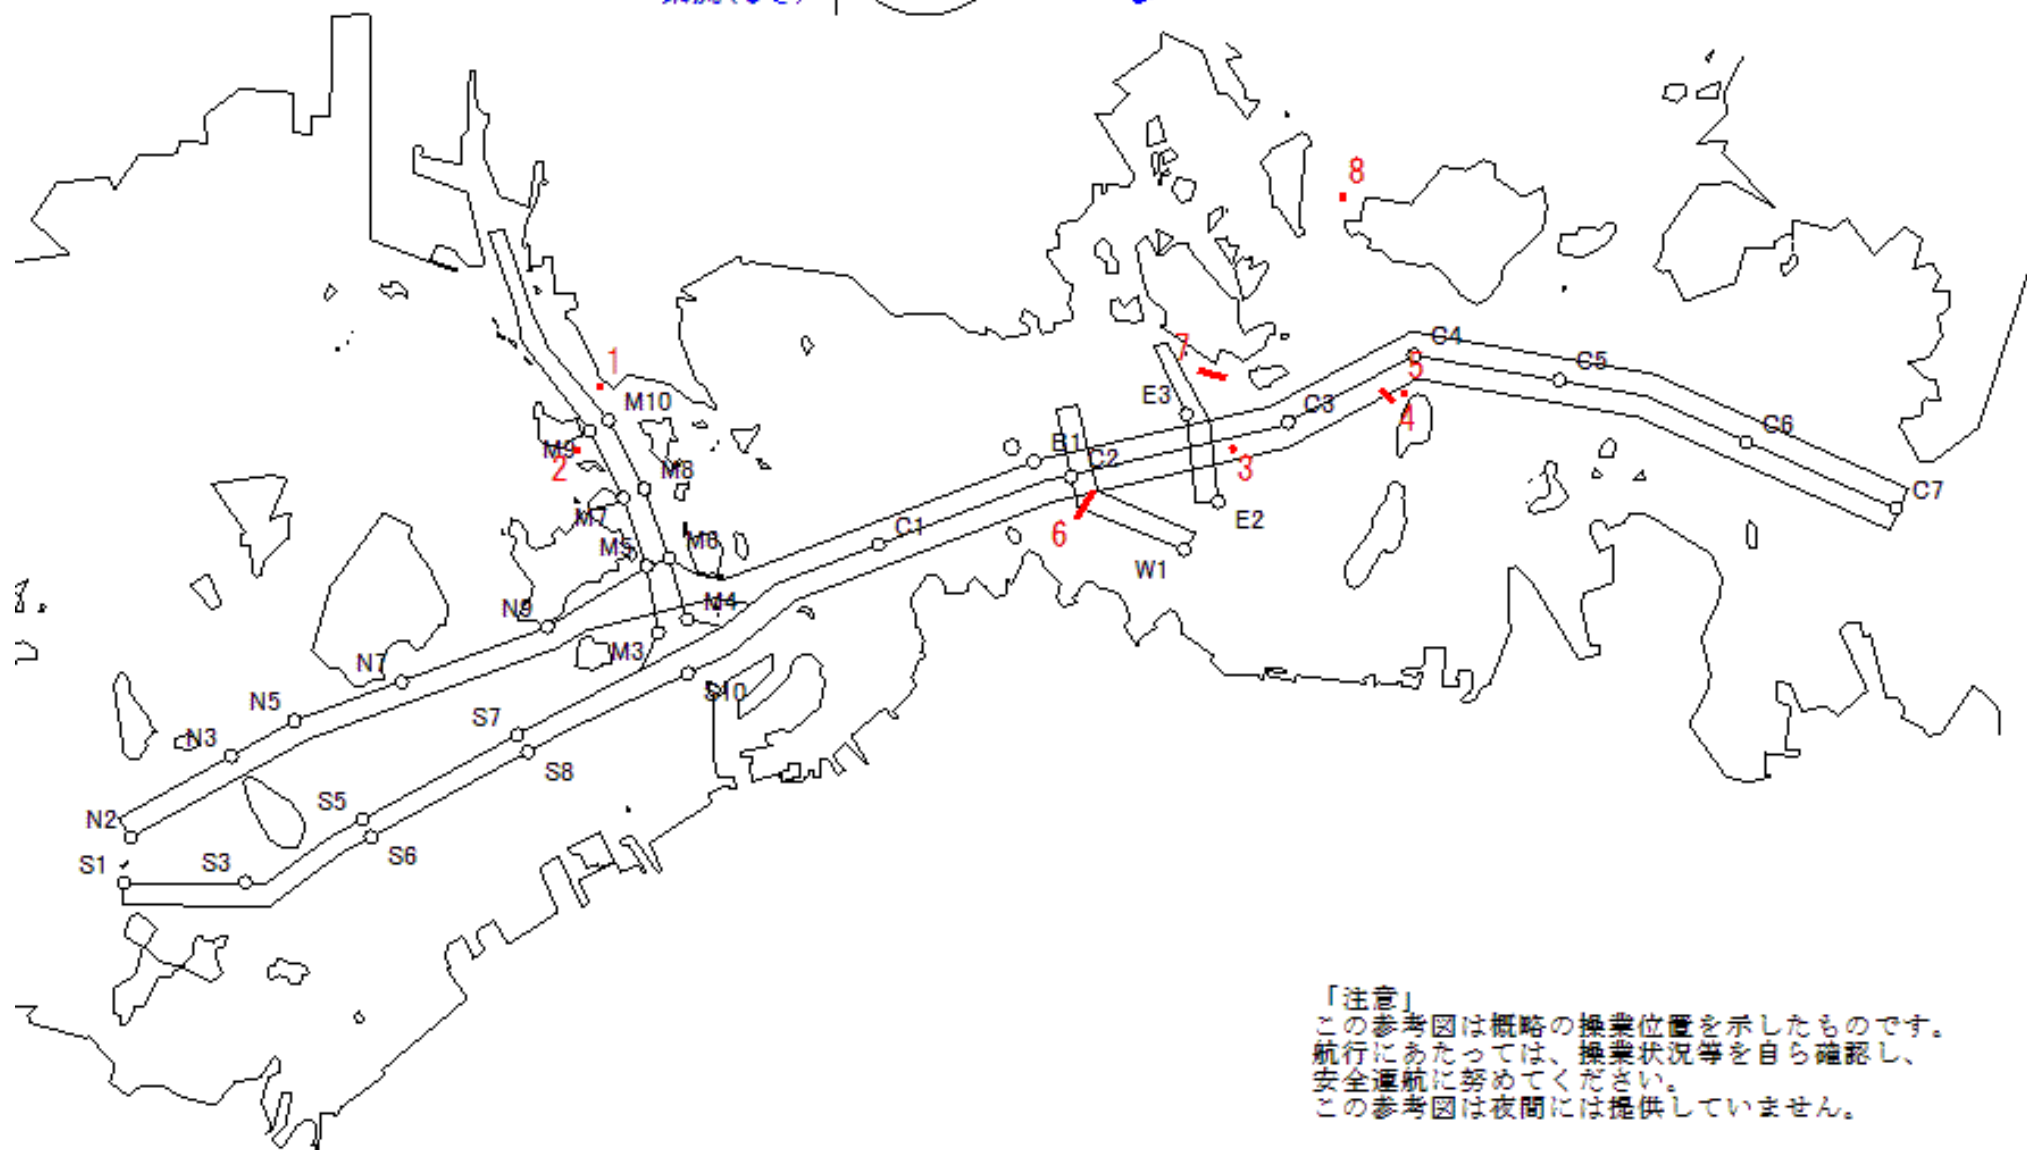 8
C4
7
C5
1
5
M10
E3
C3
4
C6
B1
M9
2
M8
C2
3
C7
E2
M7
C1
6
M5
M6
W1
N9
M4
M3
N7
S10
N5
S7
N3
S8
S5
N2
S6
S1
S3
「注意」
この参考図は概略の操業位置を示したものです。
航行にあたっては、操業状況等を自ら確認し、
安全運航に努めてください。
この参考図は夜間には提供していません。